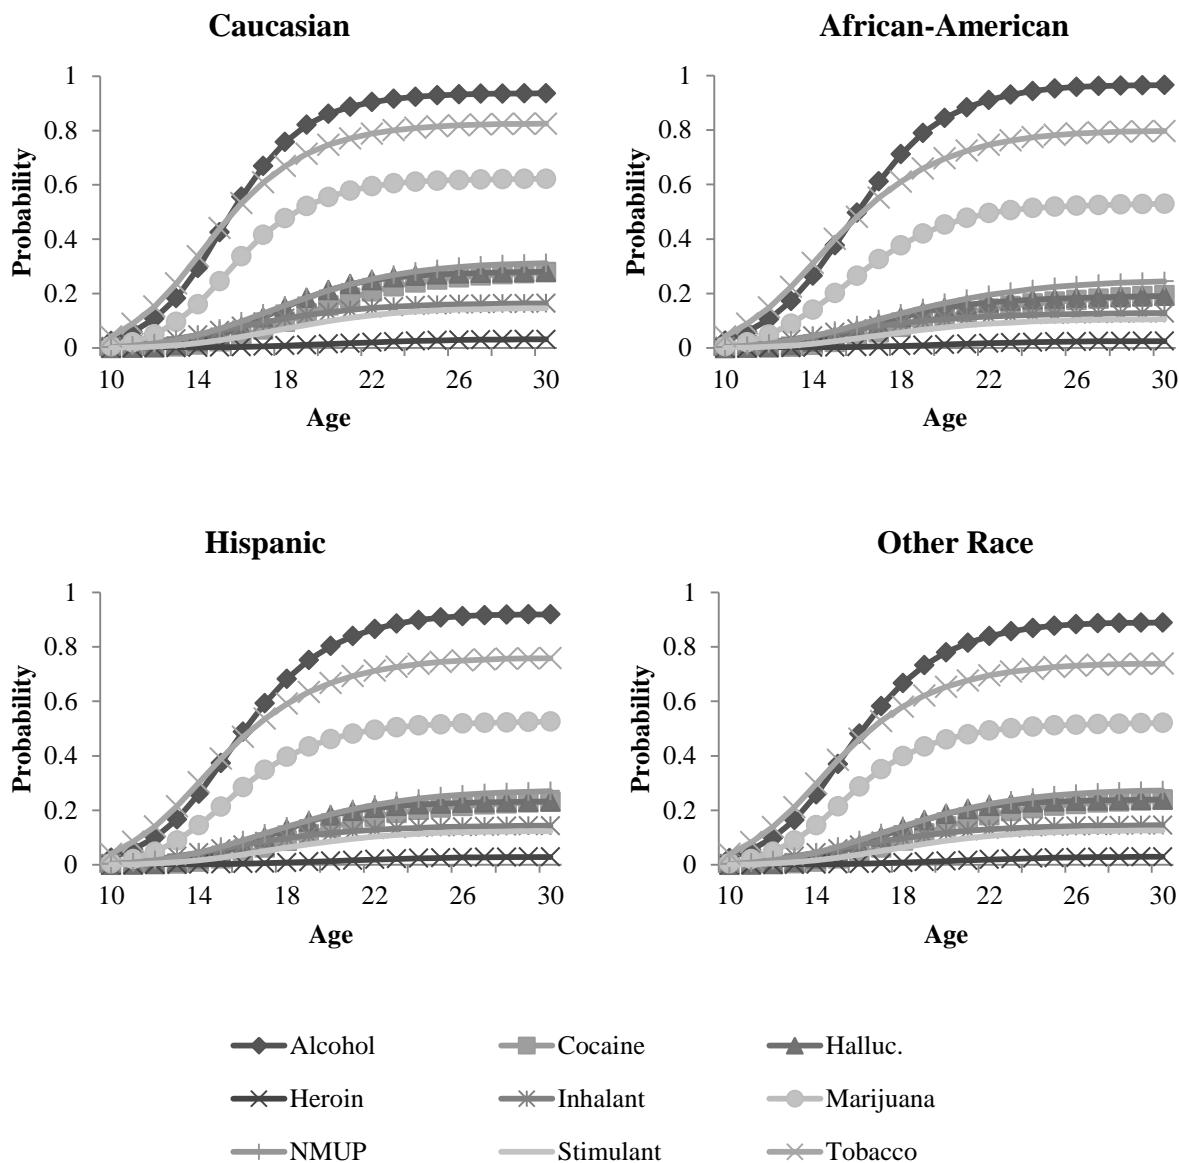 Caucasian
African-American
1
0.8
0.6
0.4
0.2
0
Probability
10 14 18 22 26 30
Age
1
0.8
0.6
0.4
0.2
0
Probability
10 14 18 22 26 30
Age
Hispanic
Other Race
1
0.8
0.6
0.4
0.2
0
Probability
10 14 18 22 26 30
Age
1
0.8
0.6
0.4
0.2
0
Probability
10 14 18 22 26 30
Age
Alcohol Cocaine Halluc.
Heroin Inhalant Marijuana
NMUP Stimulant Tobacco